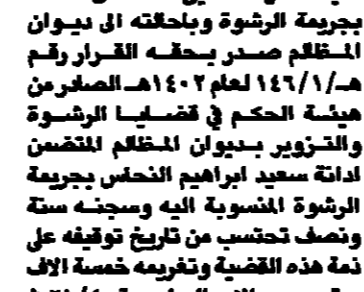 بجريمة الرشوة وباحالته الى ديوان
المظالم صدر بحقه القرار رقم
هـ/١٤٦/١ لعام ١٤٠٢هـ الصادر من
هيئة الحكم في قضايا الرشوة
والتزوير بديوان المظالم المتضمن
ادانة سعيد ابراهيم النحاس بجريمة
الرشوة المنسوبة اليه وسجنه سنة
ونصف تحتسب من تاريخ توقيفه على
ذمة هذه القضية وتغريمه خمسة الاف